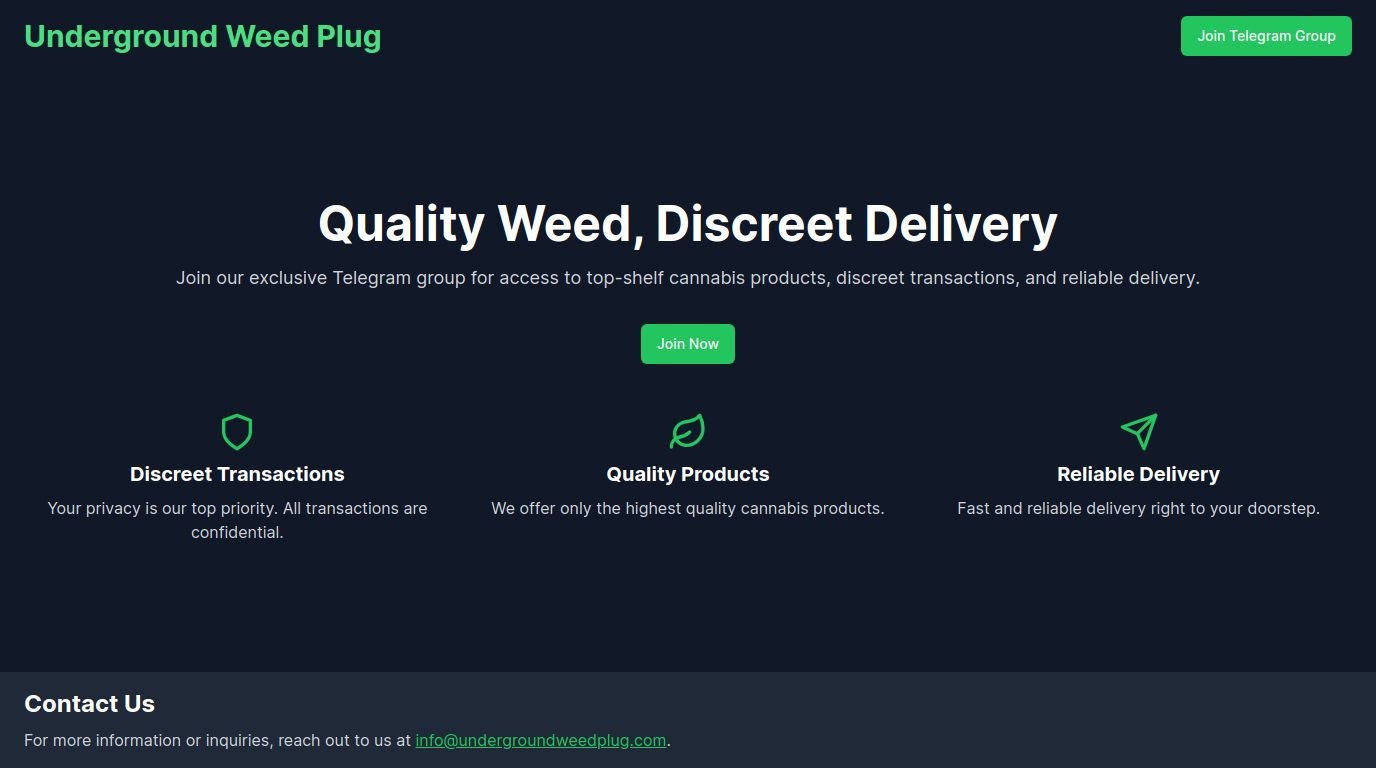 Underground Weed Plug
Join Telegram Group
Quality Weed, Discreet Delivery
Join our exclusive Telegram group for access to top-shelf cannabis products, discreet transactions, and reliable delivery.
Join Now
Discreet Transactions
Your privacy is our top priority. All transactions are
confidential.
Quality Products
We offer only the highest quality cannabis products.
Reliable Delivery
Fast and reliable delivery right to your doorstep.
Contact Us
For more information or inquiries, reach out to us at info@undergroundweedplug.com.